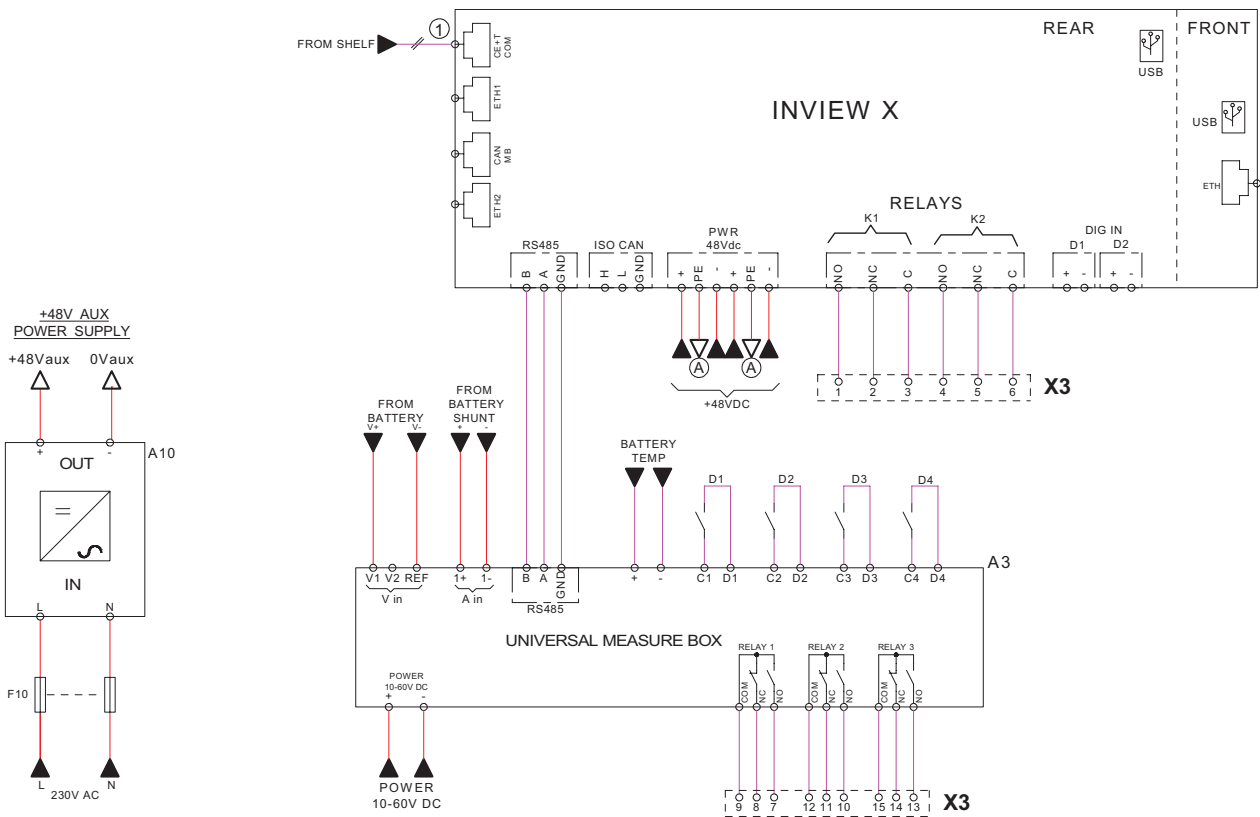 REAR FRONT
1
FROM SHELF
CE+T
COM
USB
ETH1
INVIEW X
USB
CAN
MB
ETH
ETH2
RELAYS
K1 K2
PWR
48Vdc
DIG IN
RS485 ISO CAN
D1 D2
B A GND H L GND + PE - + PE - NO NC C NO NC C + - + -
+48V AUX
POWER SUPPLY
+48Vaux 0Vaux
A A
+48VDC
1 2 3 4 5 6 X3
FROM
BATTERY
V+ V-
FROM
BATTERY
SHUNT
+ -
BATTERY
TEMP
+ - A10
OUT
D1 D2 D3 D4
IN
L N
A3
V1 V2 REF 1+ 1- B A GND + - C1 D1 C2 D2 C3 D3 C4 D4
V in A in RS485
UNIVERSAL MEASURE BOX
RELAY 1 RELAY 2 RELAY 3
POWER
10-60V DC
+ -
COM NC NO COM NC NO COM NC NO
F10
L N
230V AC
POWER
10-60V DC
9 8 7 12 11 10 15 14 13 X3